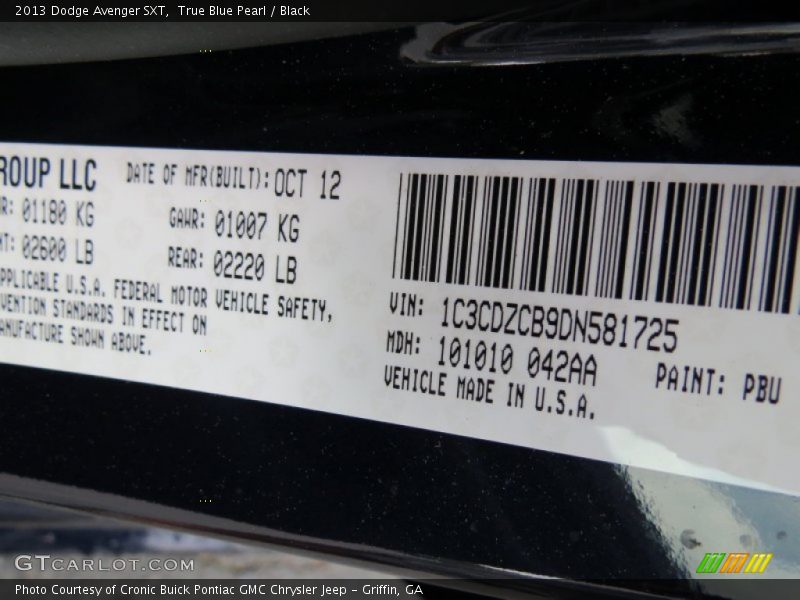 2013 Dodge Avenger SXT, True Blue Pearl / Black
ROUP LLC
DATE OF MFR(BUILT): OCT 12
R: 01180 KG
GAWR: 01007 KG
NT: 02600 LB
REAR: 02220 LB
PPLICABLE U.S.A. FEDERAL MOTOR VEHICLE SAFETY,
VENTION STANDARDS IN EFFECT ON
ANUFACTURE SHOWN ABOVE.
VIN: 1C3CDZCB9DN581725
MDH: 101010 042AA
PAINT: PBU
VEHICLE MADE IN U.S.A.
GTCARLOT.COM
Photo Courtesy of Cronic Buick Pontiac GMC Chrysler Jeep - Griffin, GA